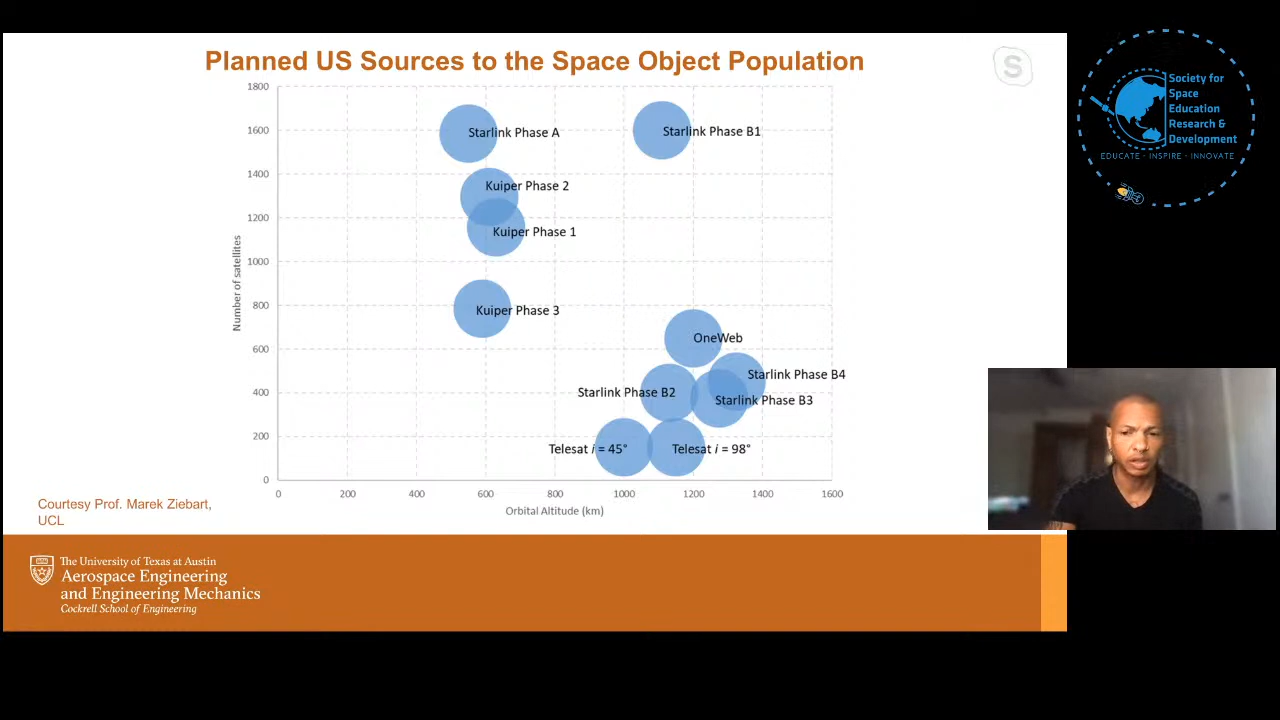 Planned US Sources to the Space Object Population
S
Society for
Space
Education
Research &
Development
EDUCATE · INSPIRE · INNOVATE
Number of satellites
1800
1600
1400
1200
1000
800
600
400
200
0
Starlink Phase A
Starlink Phase B1
Kuiper Phase 2
Kuiper Phase 1
Kuiper Phase 3
OneWeb
Starlink Phase B4
Starlink Phase B2
Starlink Phase B3
Telesat i = 45°
Telesat i = 98°
0 200 400 600 800 1000 1200 1400 1600
Orbital Altitude (km)
Courtesy Prof. Marek Ziebart,
UCL
The University of Texas at Austin
Aerospace Engineering
and Engineering Mechanics
Cockrell School of Engineering